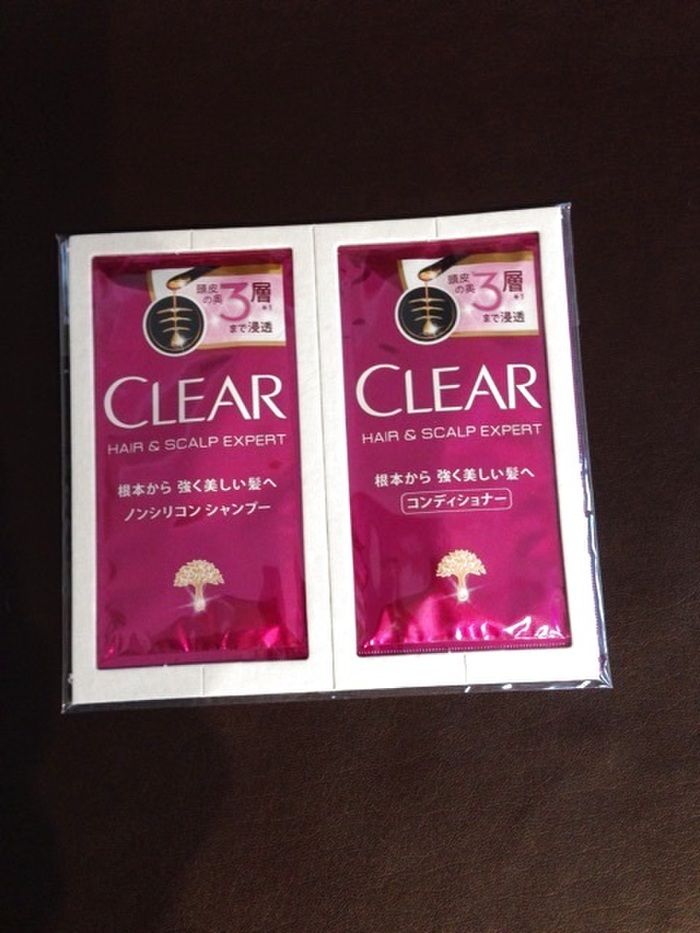 頭皮
の奥
3層
※1
まで浸透
CLEAR
HAIR & SCALP EXPERT
根本から 強く美しい髪へ
ノンシリコン シャンプー
頭皮
の奥
3層
※1
まで浸透
CLEAR
HAIR & SCALP EXPERT
根本から 強く美しい髪へ
コンディショナー